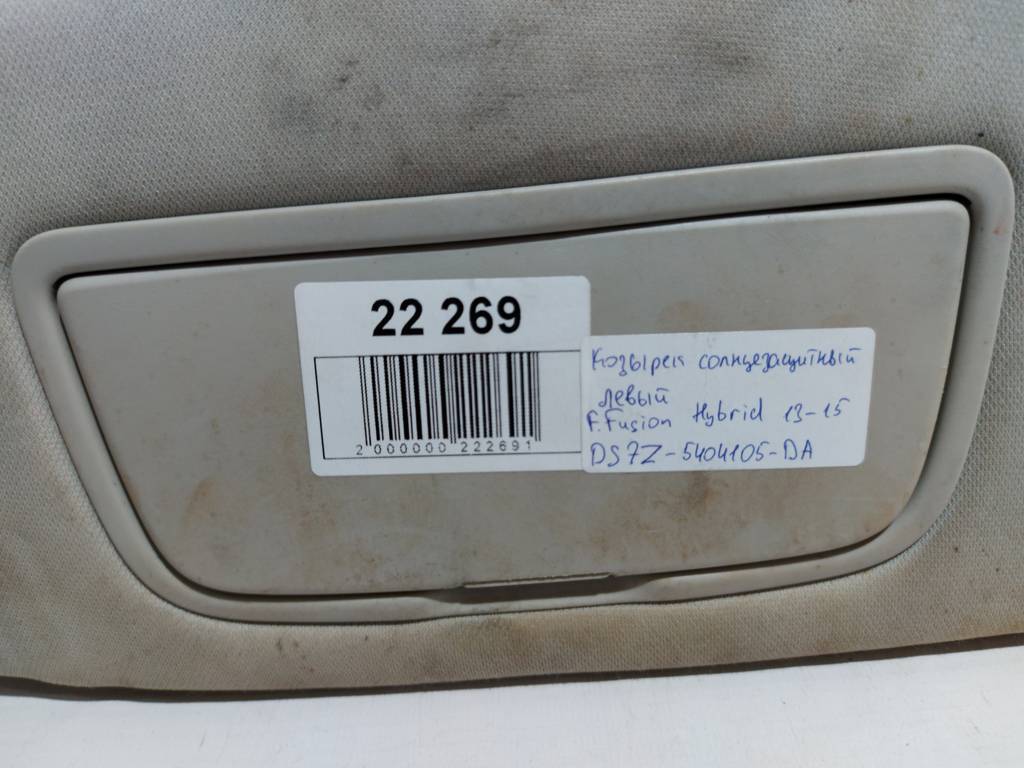 22 269
2 000000 222691
Козырек солнцезащитный
левый
F.Fusion Hybrid 13-15
DS7Z-5404105-DA